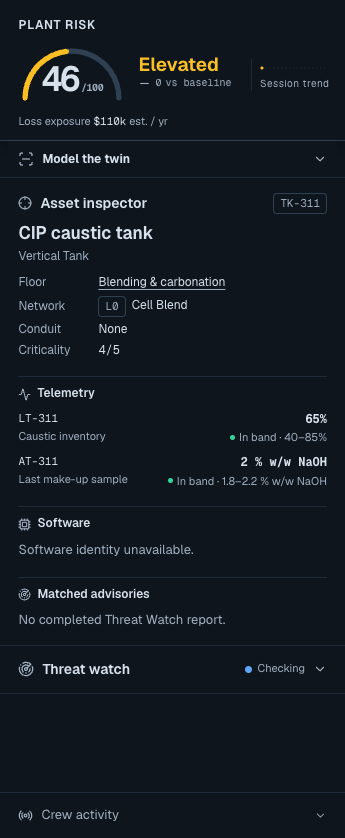 PLANT RISK
46 /100
Elevated
— 0 vs baseline
Session trend
Loss exposure $110k est. / yr
Model the twin
Asset inspector
TK-311
CIP caustic tank
Vertical Tank
Floor Blending & carbonation
Network L0 Cell Blend
Conduit None
Criticality 4/5
Telemetry
LT-311 65%
Caustic inventory In band · 40–85%
AT-311 2 % w/w NaOH
Last make-up sample In band · 1.8–2.2 % w/w NaOH
Software
Software identity unavailable.
Matched advisories
No completed Threat Watch report.
Threat watch Checking
Crew activity